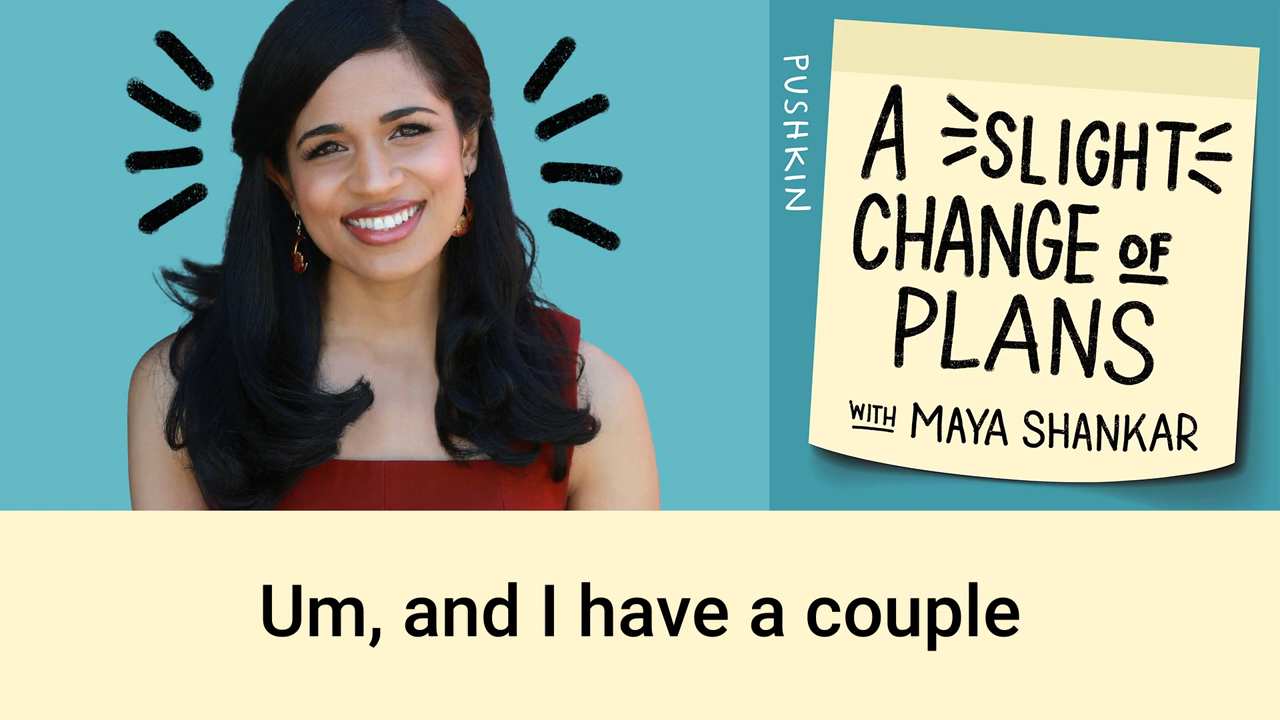 PUSHKIN
A SLIGHT
CHANGE OF
PLANS
WITH MAYA SHANKAR
Um, and I have a couple